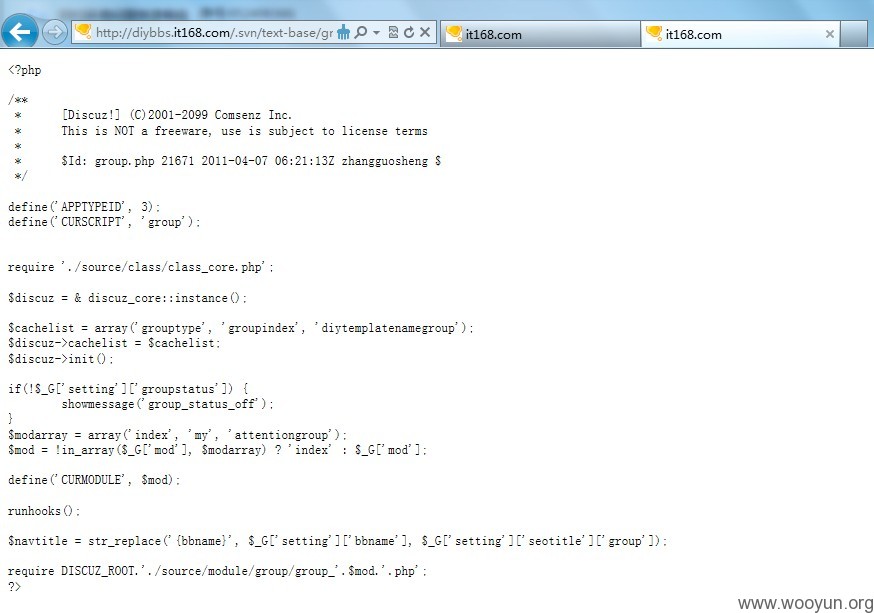 http://diybbs.it168.com/.svn/text-base/gr
it168.com
it168.com
<?php
/**
 *     [Discuz!] (C)2001-2099 Comsenz Inc.
 *     This is NOT a freeware, use is subject to license terms
 *
 *     $Id: group.php 21671 2011-04-07 06:21:13Z zhangguosheng $
 */
define('APPTYPEID', 3);
define('CURSCRIPT', 'group');
require './source/class/class_core.php';
$discuz = & discuz_core::instance();
$cachelist = array('grouptype', 'groupindex', 'diytemplatenamegroup');
$discuz->cachelist = $cachelist;
$discuz->init();
if(!$_G['setting']['groupstatus']) {
       showmessage('group_status_off');
}
$modarray = array('index', 'my', 'attentiongroup');
$mod = !in_array($_G['mod'], $modarray) ? 'index' : $_G['mod'];
define('CURMODULE', $mod);
runhooks();
$navtitle = str_replace('{bbname}', $_G['setting']['bbname'], $_G['setting']['seotitle']['group']);
require DISCUZ_ROOT.'./source/module/group/group_'.$mod.'.php';
?>
www.wooyun.org